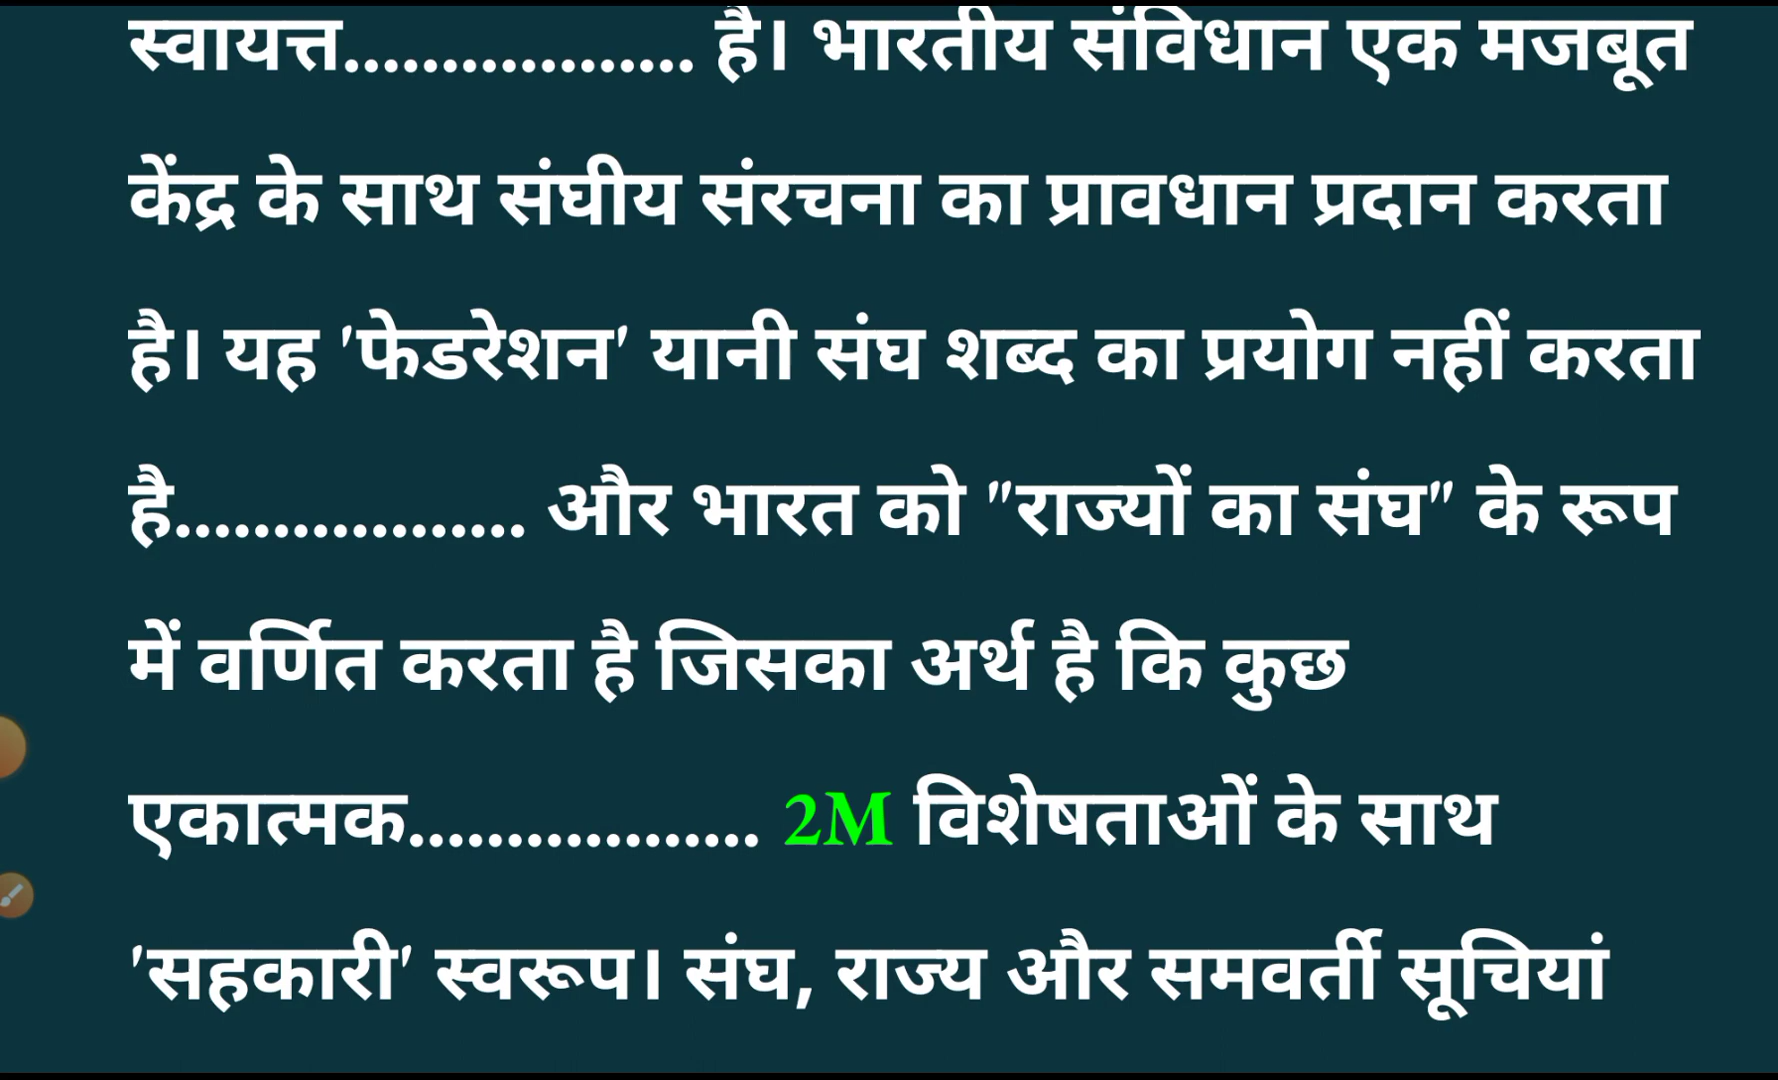 स्वायत्त.................. है। भारतीय संविधान एक मजबूत
केंद्र के साथ संघीय संरचना का प्रावधान प्रदान करता
है। यह 'फेडरेशन' यानी संघ शब्द का प्रयोग नहीं करता
है.................. और भारत को "राज्यों का संघ" के रूप
में वर्णित करता है जिसका अर्थ है कि कुछ
एकात्मक.................. 2M विशेषताओं के साथ
'सहकारी' स्वरूप। संघ, राज्य और समवर्ती सूचियां